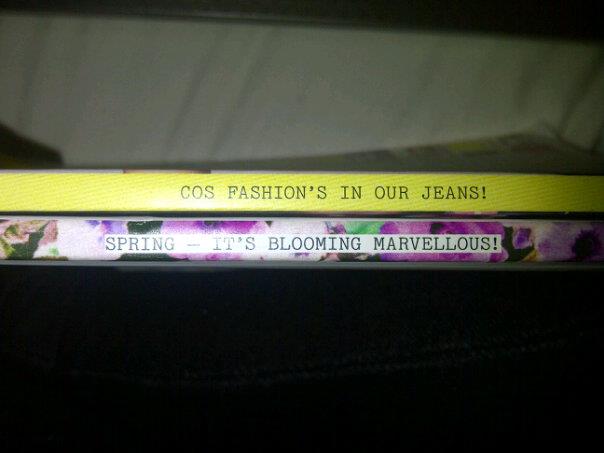 COS FASHION'S IN OUR JEANS!
SPRING — IT'S BLOOMING MARVELLOUS!